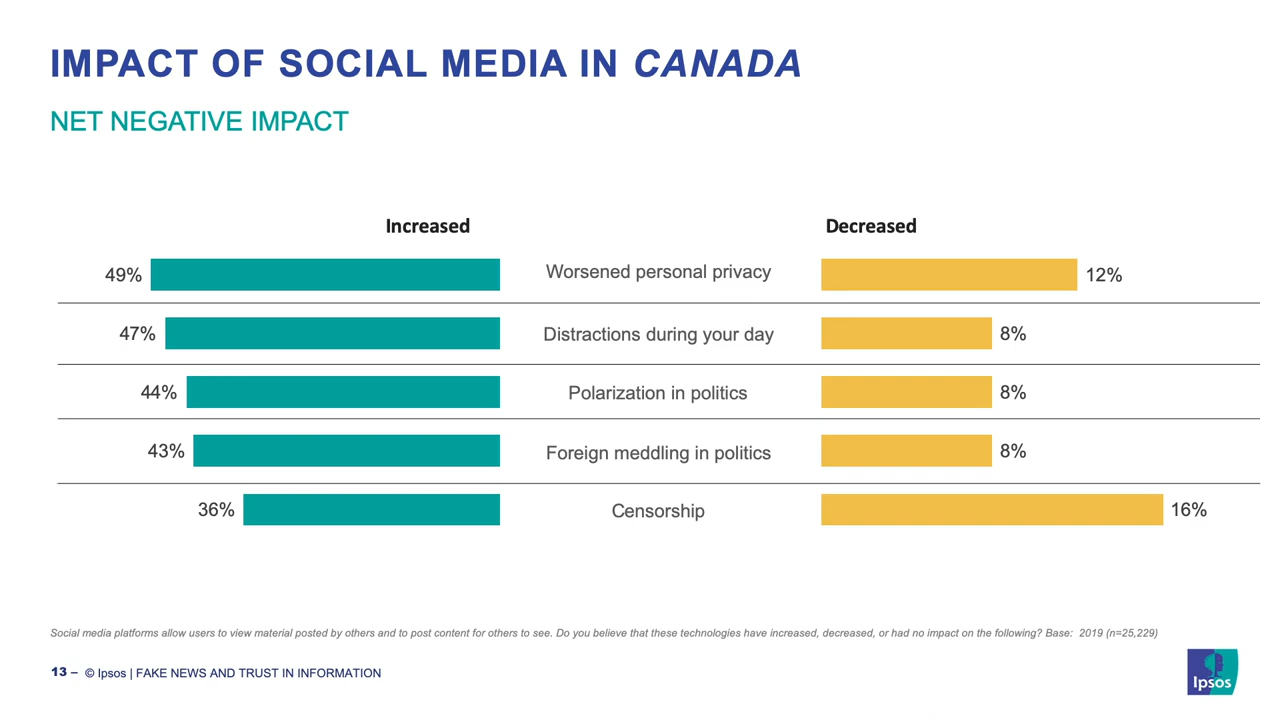 IMPACT OF SOCIAL MEDIA IN CANADA
NET NEGATIVE IMPACT
Increased Decreased
49% Worsened personal privacy 12%
47% Distractions during your day 8%
44% Polarization in politics 8%
43% Foreign meddling in politics 8%
36% Censorship 16%
Social media platforms allow users to view material posted by others and to post content for others to see. Do you believe that these technologies have increased, decreased, or had no impact on the following? Base: 2019 (n=25,229)
13 – © Ipsos | FAKE NEWS AND TRUST IN INFORMATION
Ipsos